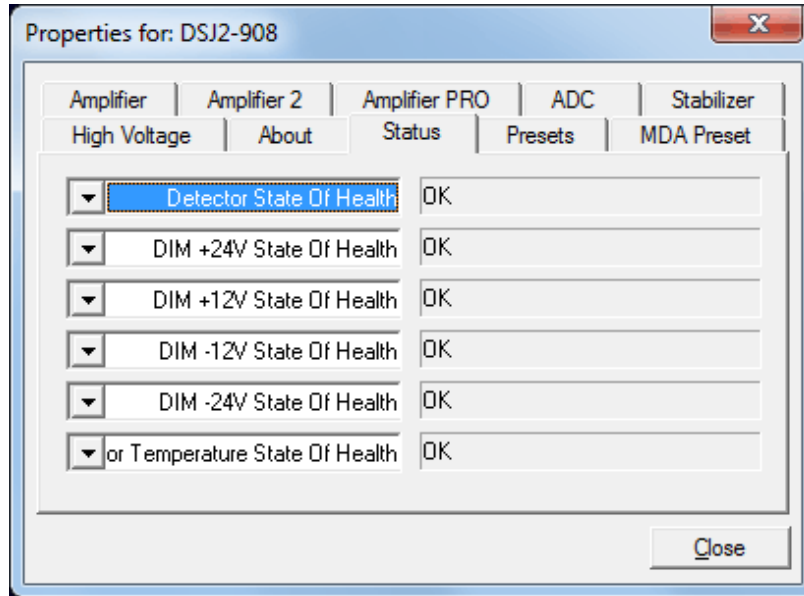 Properties for: DSJ2-908
Amplifier Amplifier 2 Amplifier PRO ADC Stabilizer
High Voltage About Status Presets MDA Preset
Detector State Of Health OK
DIM +24V State Of Health OK
DIM +12V State Of Health OK
DIM -12V State Of Health OK
DIM -24V State Of Health OK
or Temperature State Of Health OK
Close